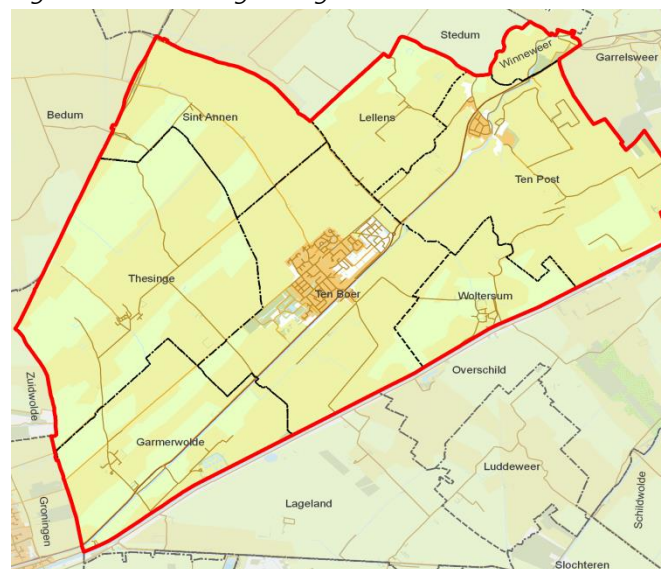 Stedum
Winneweer
Garrelsweer
Bedum
Sint Annen
Lellens
Ten Post
Thesinge
Ten Boer
Woltersum
Zuidwolde
Overschild
Garmerwolde
Luddeweer
Schildwolde
Groningen
Lageland
Slochteren